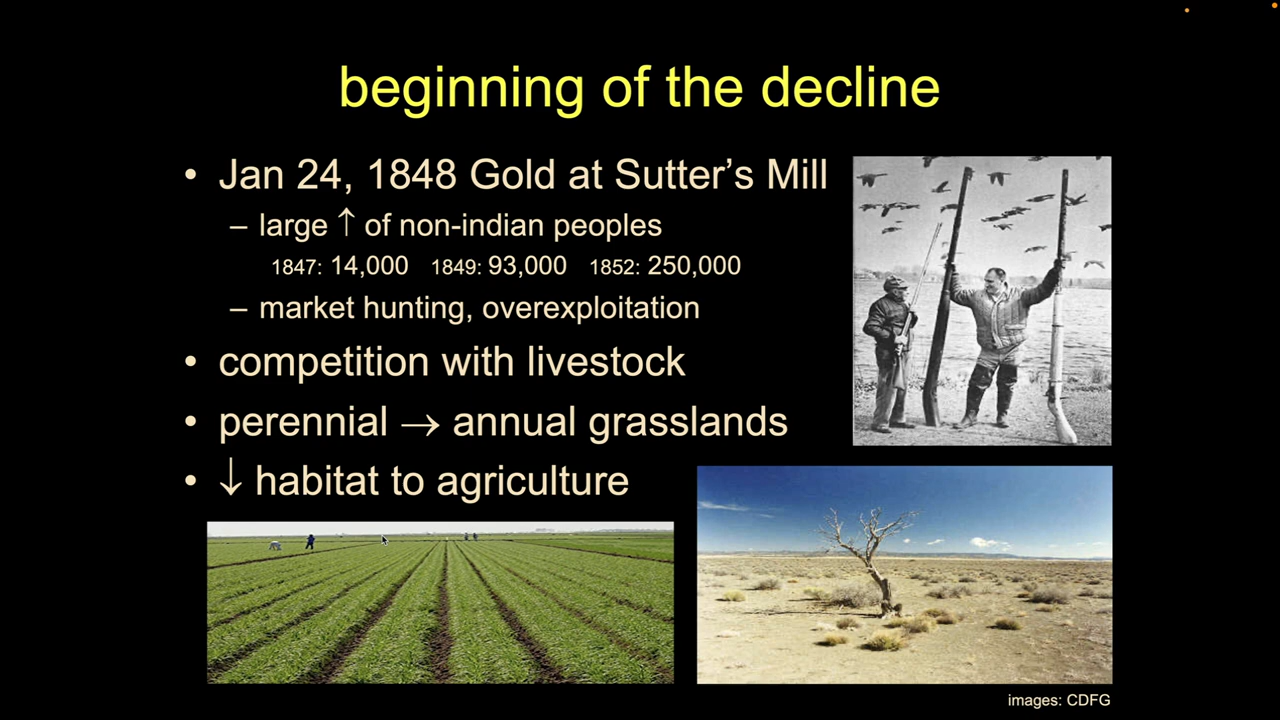 beginning of the decline
• Jan 24, 1848 Gold at Sutter’s Mill
– large ↑ of non-indian peoples
1847: 14,000 1849: 93,000 1852: 250,000
– market hunting, overexploitation
• competition with livestock
• perennial → annual grasslands
• ↓ habitat to agriculture
images: CDFG